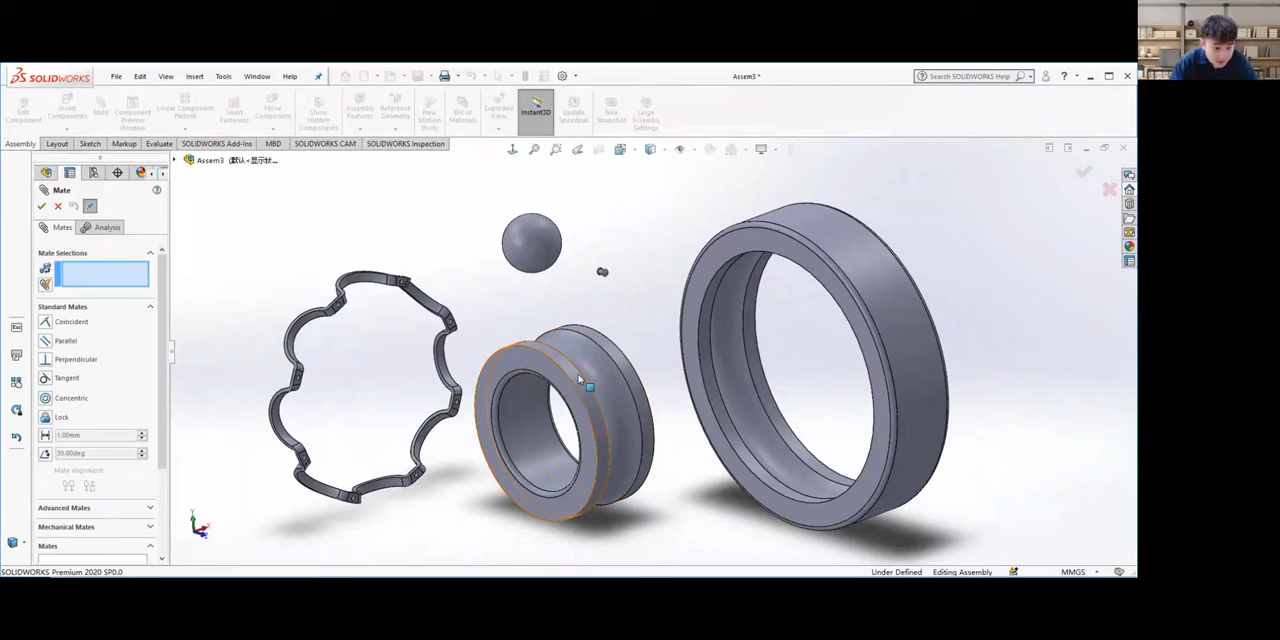 SOLIDWORKS File Edit View Insert Tools Window Help Assem3 * Search SOLIDWORKS Help ?
Edit Component
Insert Components
Mate
Component Preview Window
Linear Component Pattern
Smart Fasteners
Move Component
Show Hidden Components
Assembly Features
Reference Geometry
New Motion Study
Bill of Materials
Exploded View
Instant3D
Update Speedpak
Take Snapshot
Large Assembly Settings
Assembly Layout Sketch Markup Evaluate SOLIDWORKS Add-Ins MBD SOLIDWORKS CAM SOLIDWORKS Inspection
Assem3 (默认<显示状...
Mate
Mates Analysis
Mate Selections
Standard Mates
Coincident
Parallel
Perpendicular
Tangent
Concentric
Lock
1.00mm
30.00deg
Mate alignment:
Advanced Mates
Mechanical Mates
Mates
SOLIDWORKS Premium 2020 SP0.0 Under Defined Editing Assembly MMGS